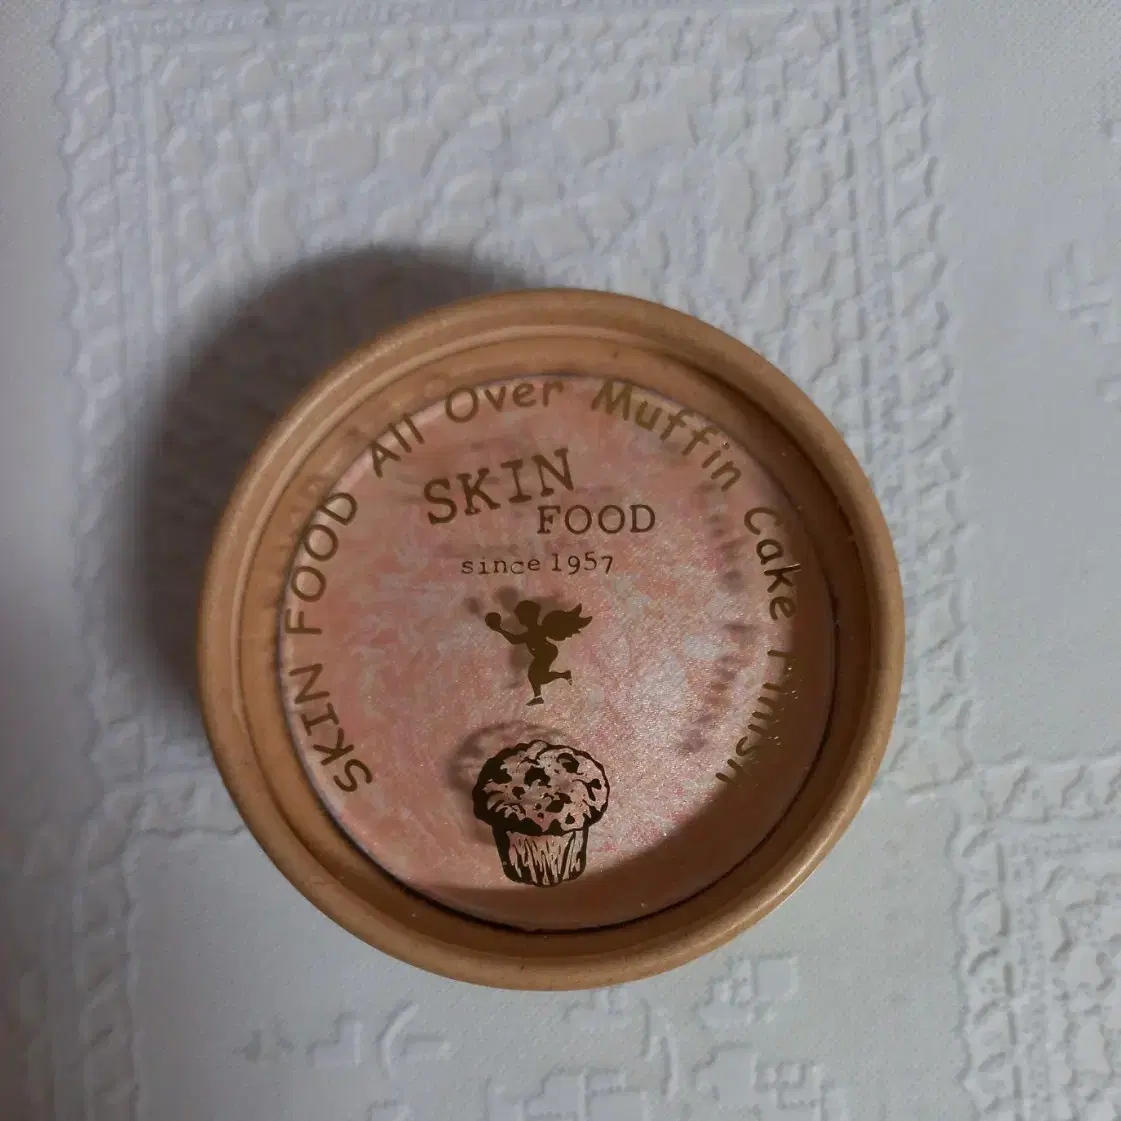 SKIN FOOD All Over Muffin Cake Finish
SKIN
FOOD
since 1957